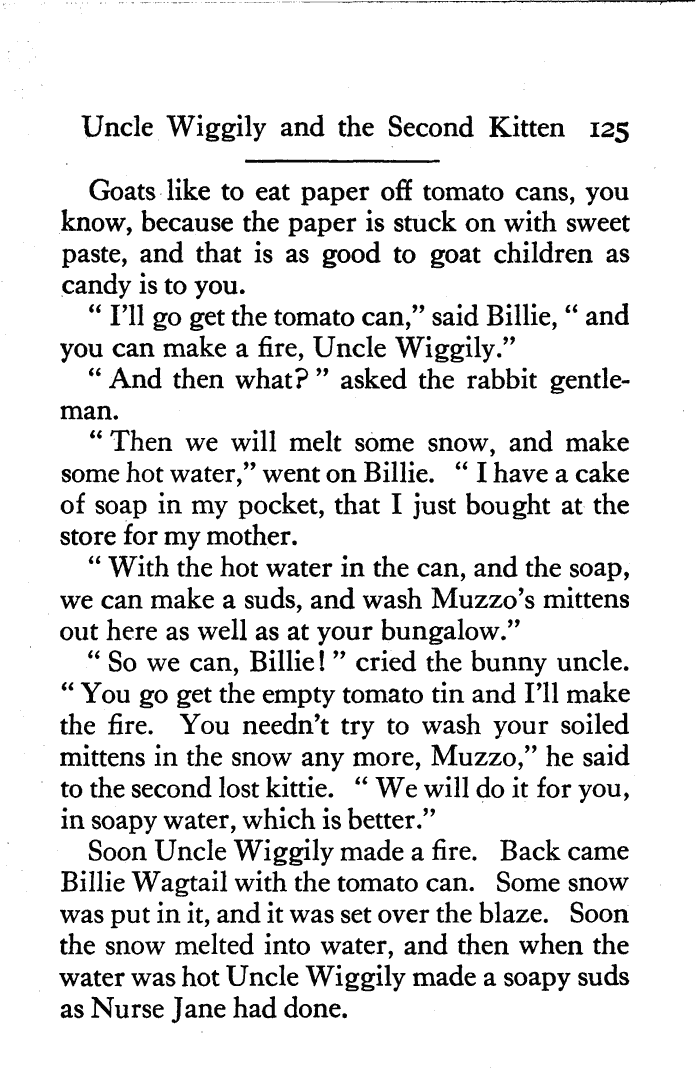 Uncle Wiggily and the Second Kitten 125
Goats like to eat paper off tomato cans, you
know, because the paper is stuck on with sweet
paste, and that is as good to goat children as
candy is to you.
“ I’ll go get the tomato can,” said Billie, “ and
you can make a fire, Uncle Wiggily.”
“ And then what? ” asked the rabbit gentle-
man.
“ Then we will melt some snow, and make
some hot water,” went on Billie. “ I have a cake
of soap in my pocket, that I just bought at the
store for my mother.
“ With the hot water in the can, and the soap,
we can make a suds, and wash Muzzo’s mittens
out here as well as at your bungalow.”
“ So we can, Billie! ” cried the bunny uncle.
“ You go get the empty tomato tin and I’ll make
the fire. You needn’t try to wash your soiled
mittens in the snow any more, Muzzo,” he said
to the second lost kittie. “ We will do it for you,
in soapy water, which is better.”
Soon Uncle Wiggily made a fire. Back came
Billie Wagtail with the tomato can. Some snow
was put in it, and it was set over the blaze. Soon
the snow melted into water, and then when the
water was hot Uncle Wiggily made a soapy suds
as Nurse Jane had done.